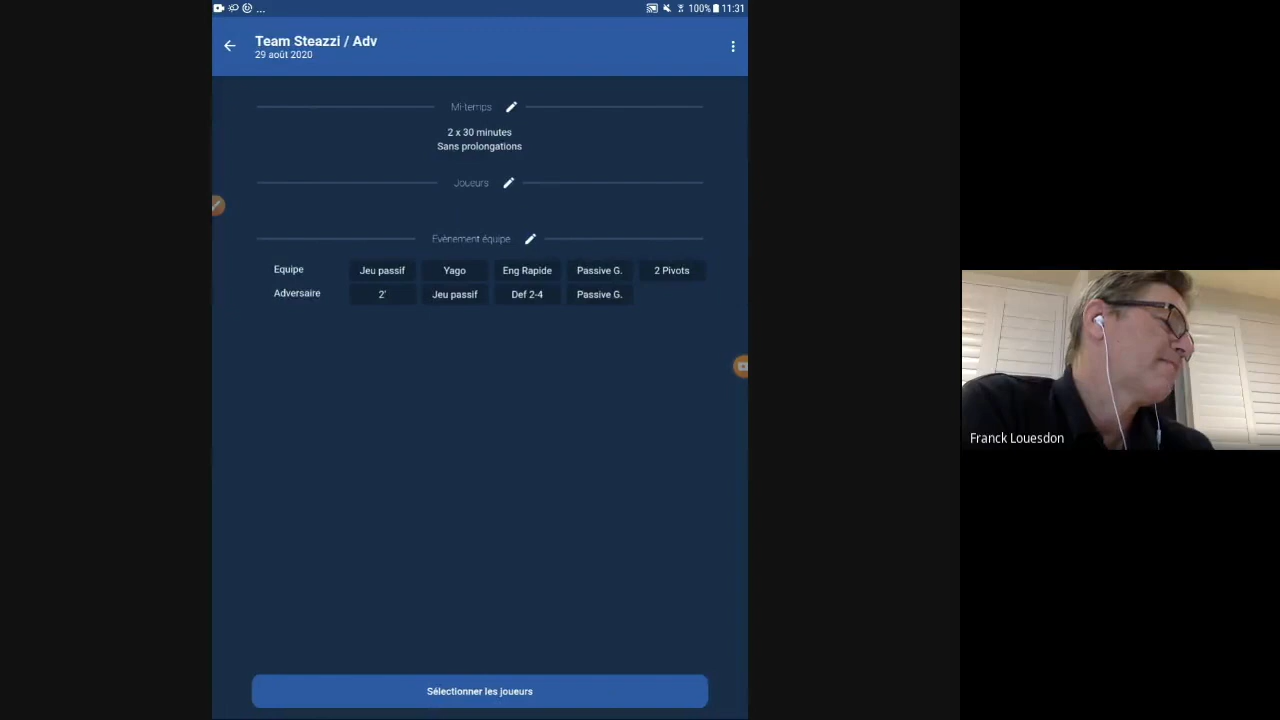 ...
100% 11:31
Team Steazzi / Adv
29 août 2020
Mi-temps
2 x 30 minutes
Sans prolongations
Joueurs
Evènement équipe
Equipe Jeu passif Yago Eng Rapide Passive G. 2 Pivots
Adversaire 2' Jeu passif Def 2-4 Passive G.
Franck Louesdon
Sélectionner les joueurs